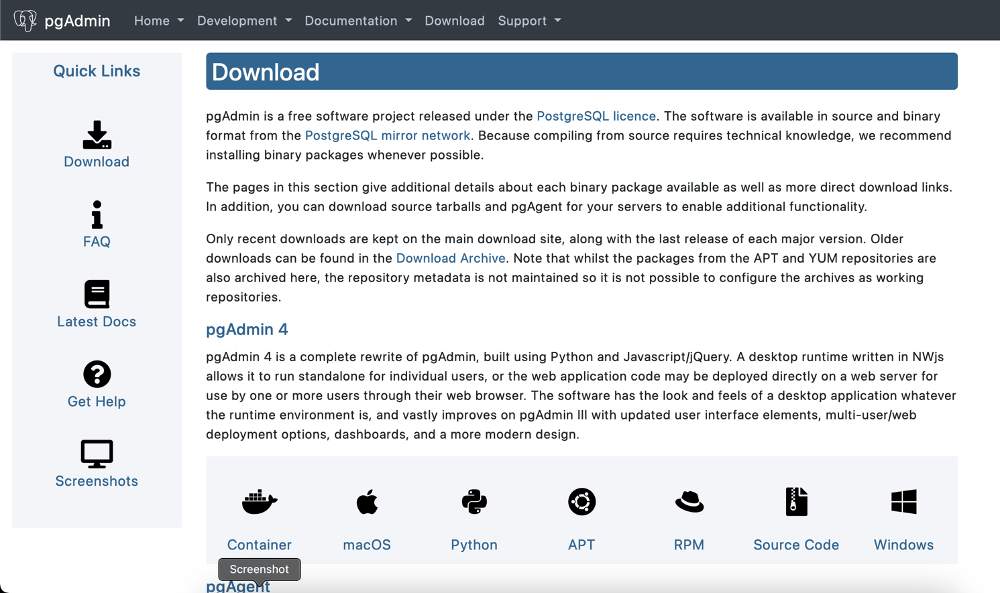 pgAdmin Home Development Documentation Download Support
Quick Links
Download
FAQ
Latest Docs
Get Help
Screenshots
Download
pgAdmin is a free software project released under the PostgreSQL licence. The software is available in source and binary
format from the PostgreSQL mirror network. Because compiling from source requires technical knowledge, we recommend
installing binary packages whenever possible.
The pages in this section give additional details about each binary package available as well as more direct download links.
In addition, you can download source tarballs and pgAgent for your servers to enable additional functionality.
Only recent downloads are kept on the main download site, along with the last release of each major version. Older
downloads can be found in the Download Archive. Note that whilst the packages from the APT and YUM repositories are
also archived here, the repository metadata is not maintained so it is not possible to configure the archives as working
repositories.
pgAdmin 4
pgAdmin 4 is a complete rewrite of pgAdmin, built using Python and Javascript/jQuery. A desktop runtime written in NWjs
allows it to run standalone for individual users, or the web application code may be deployed directly on a web server for
use by one or more users through their web browser. The software has the look and feels of a desktop application whatever
the runtime environment is, and vastly improves on pgAdmin III with updated user interface elements, multi-user/web
deployment options, dashboards, and a more modern design.
Container macOS Python APT RPM Source Code Windows
Screenshot
pgAgent